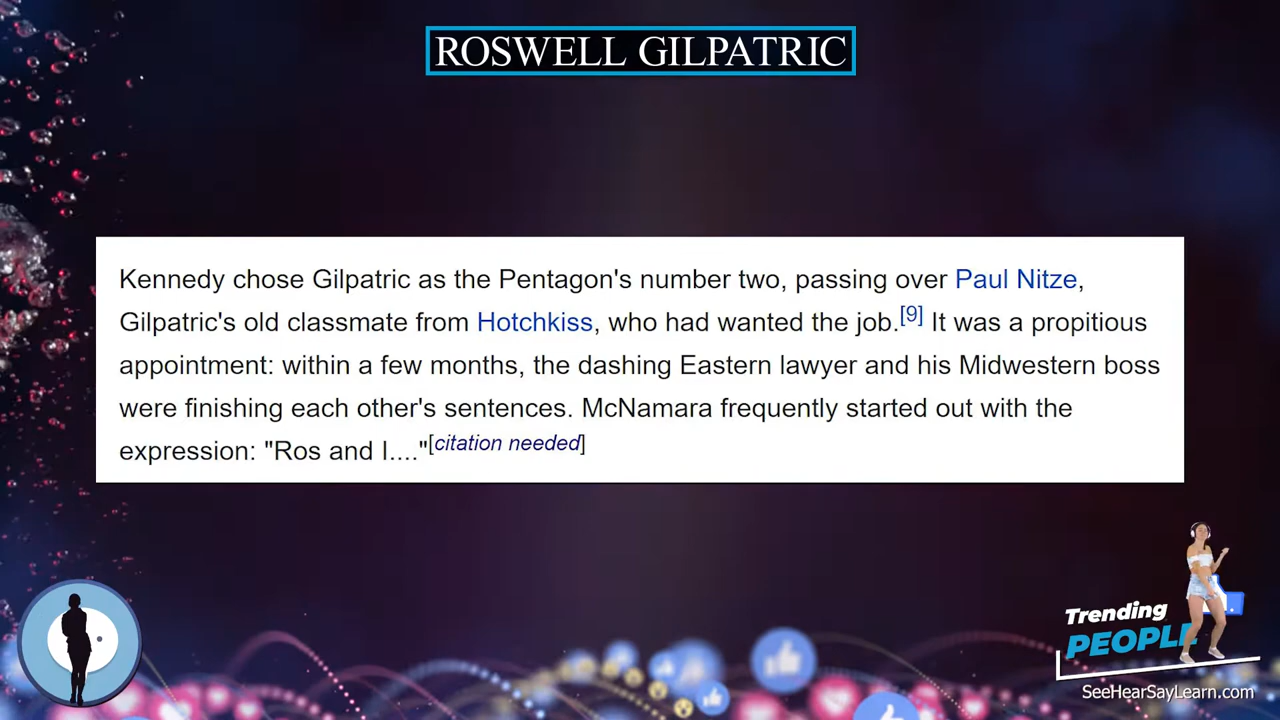 ROSWELL GILPATRIC
Kennedy chose Gilpatric as the Pentagon's number two, passing over Paul Nitze,
Gilpatric's old classmate from Hotchkiss, who had wanted the job.[9] It was a propitious
appointment: within a few months, the dashing Eastern lawyer and his Midwestern boss
were finishing each other's sentences. McNamara frequently started out with the
expression: "Ros and I...."[citation needed]
Trending
PEOPLE
SeeHearSayLearn.com